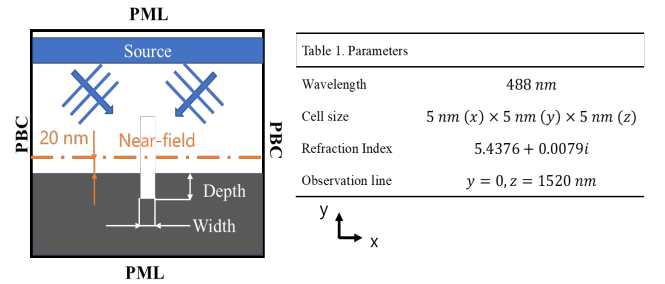 PML
Source
PBC
20 nm
Near-field
PBC
Depth
Width
PML
Table 1. Parameters
Wavelength 488 nm
Cell size 5 nm (x) × 5 nm (y) × 5 nm (z)
Refraction Index 5.4376 + 0.0079i
Observation line y = 0, z = 1520 nm
y
x